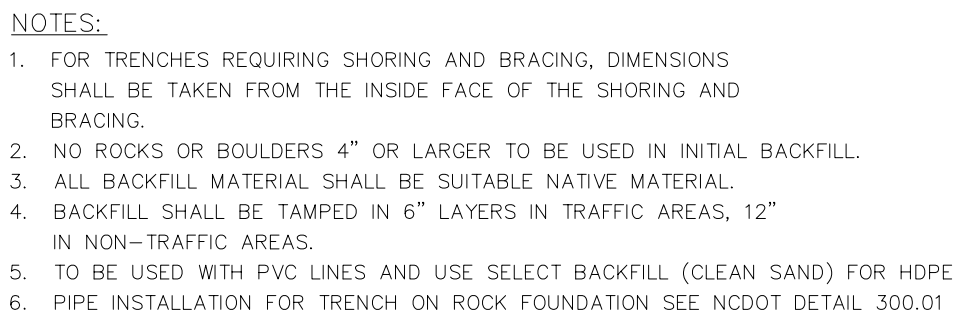 NOTES:
1. FOR TRENCHES REQUIRING SHORING AND BRACING, DIMENSIONS
SHALL BE TAKEN FROM THE INSIDE FACE OF THE SHORING AND
BRACING.
2. NO ROCKS OR BOULDERS 4” OR LARGER TO BE USED IN INITIAL BACKFILL.
3. ALL BACKFILL MATERIAL SHALL BE SUITABLE NATIVE MATERIAL.
4. BACKFILL SHALL BE TAMPED IN 6” LAYERS IN TRAFFIC AREAS, 12”
IN NON-TRAFFIC AREAS.
5. TO BE USED WITH PVC LINES AND USE SELECT BACKFILL (CLEAN SAND) FOR HDPE
6. PIPE INSTALLATION FOR TRENCH ON ROCK FOUNDATION SEE NCDOT DETAIL 300.01